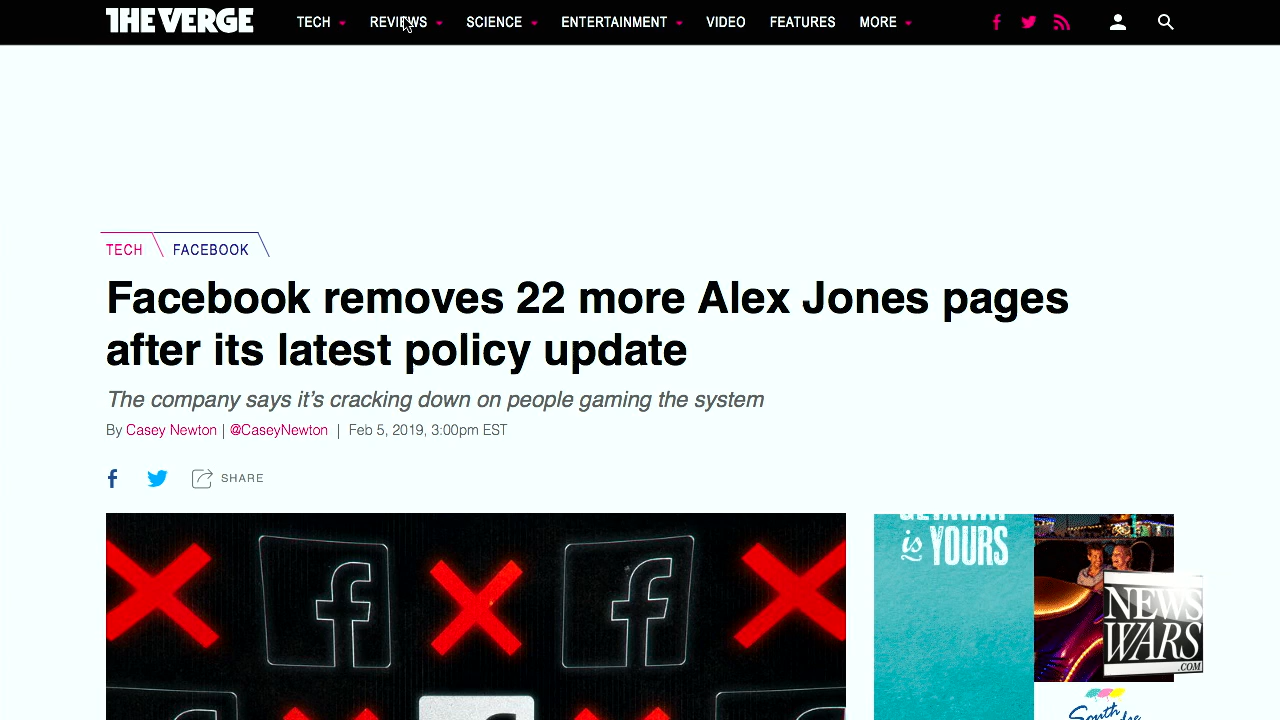 THE VERGE
TECH REVIEWS SCIENCE ENTERTAINMENT VIDEO FEATURES MORE
TECH FACEBOOK
Facebook removes 22 more Alex Jones pages
after its latest policy update
The company says it's cracking down on people gaming the system
By Casey Newton | @CaseyNewton | Feb 5, 2019, 3:00pm EST
SHARE
GETAWAY
is YOURS
NEWS
WARS
.COM
South